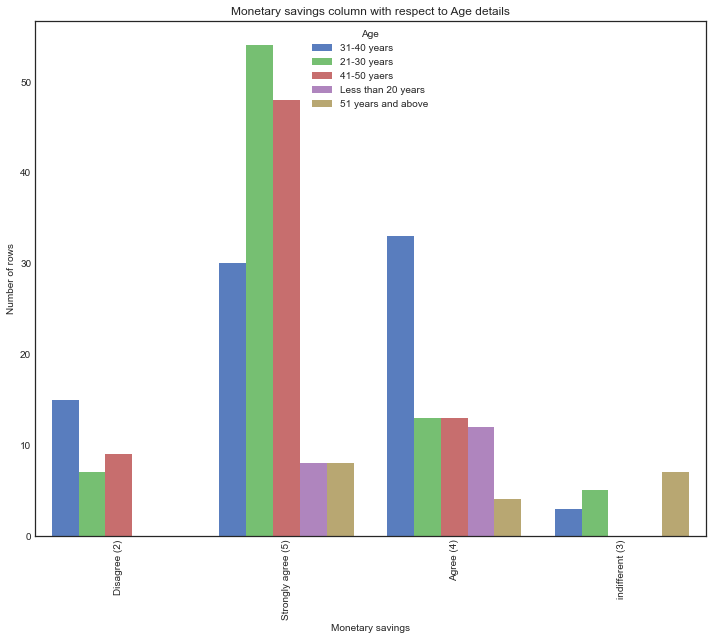 Monetary savings column with respect to Age details
Age
31-40 years
21-30 years
41-50 yaers
Less than 20 years
51 years and above
Number of rows
50
40
30
20
10
0
Disagree (2)
Strongly agree (5)
Agree (4)
indifferent (3)
Monetary savings